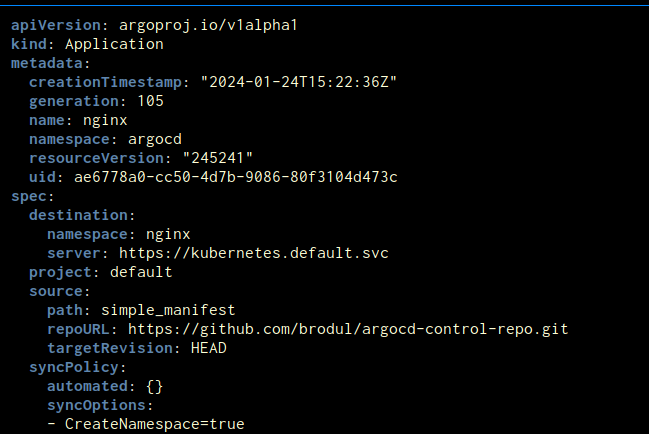 apiVersion: argoproj.io/v1alpha1
kind: Application
metadata:
  creationTimestamp: "2024-01-24T15:22:36Z"
  generation: 105
  name: nginx
  namespace: argocd
  resourceVersion: "245241"
  uid: ae6778a0-cc50-4d7b-9086-80f3104d473c
spec:
  destination:
    namespace: nginx
    server: https://kubernetes.default.svc
  project: default
  source:
    path: simple_manifest
    repoURL: https://github.com/brodul/argocd-control-repo.git
    targetRevision: HEAD
  syncPolicy:
    automated: {}
    syncOptions:
    - CreateNamespace=true